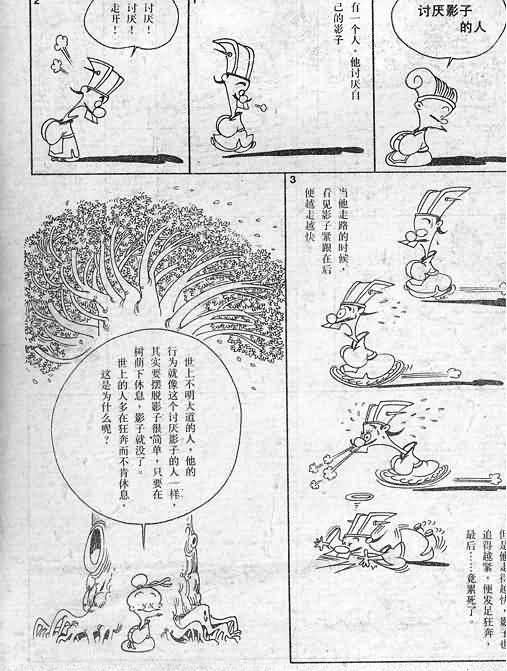 讨厌影子
的人
1
有一个人，他讨厌自
己的影子
2
讨厌！
讨厌！
走开！
3
当他走路的时候，
看见影子紧跟在后
便越走越快
但是他走得越快，影子也
追得越紧，便发足狂奔，
最后……竟累死了。
世上不明大道的人，他的
行为就像这个讨厌影子的人一样，
其实要摆脱影子很简单，只要在
树荫下休息，影子就没了。
世上的人多在狂奔而不肯休息，
这是为什么呢？